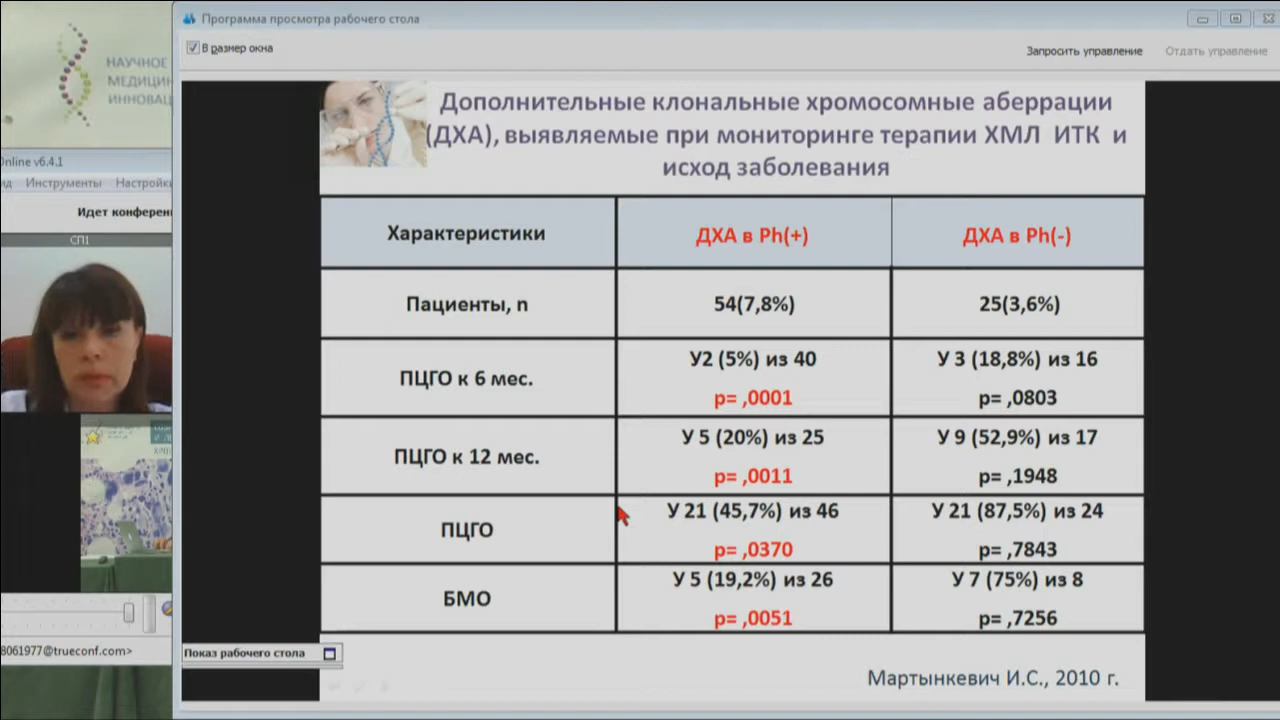 Программа просмотра рабочего стола
В размер окна
Запросить управление
Отдать управление
НАУЧНОЕ
МЕДИЦИН
ИННОВАЦ
Online v6.4.1
ид Инструменты Настройки
Идет конферен
СП1
Дополнительные клональные хромосомные аберрации
(ДХА), выявляемые при мониторинге терапии ХМЛ ИТК и
исход заболевания
Характеристики
ДХА в Ph(+)
ДХА в Ph(-)
Пациенты, n
54(7,8%)
25(3,6%)
ПЦГО к 6 мес.
У2 (5%) из 40
p= ,0001
У 3 (18,8%) из 16
p= ,0803
ПЦГО к 12 мес.
У 5 (20%) из 25
p= ,0011
У 9 (52,9%) из 17
p= ,1948
ПЦГО
У 21 (45,7%) из 46
p= ,0370
У 21 (87,5%) из 24
p= ,7843
БМО
У 5 (19,2%) из 26
p= ,0051
У 7 (75%) из 8
p= ,7256
8061977@trueconf.com>
Показ рабочего стола
Мартынкевич И.С., 2010 г.